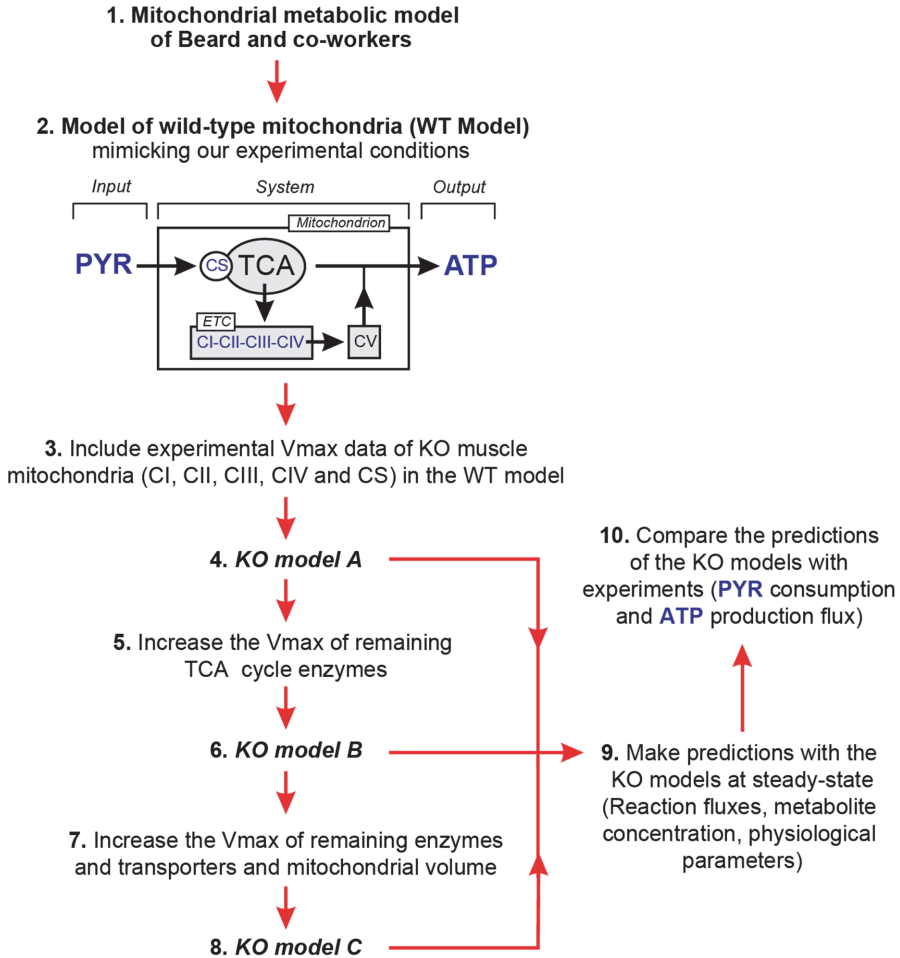 1. Mitochondrial metabolic model
of Beard and co-workers
2. Model of wild-type mitochondria (WT Model)
mimicking our experimental conditions
Input
System
Output
Mitochondrion
PYR
CS
TCA
ATP
ETC
CI-CII-CIII-CIV
CV
3. Include experimental Vmax data of KO muscle
mitochondria (CI, CII, CIII, CIV and CS) in the WT model
4. KO model A
5. Increase the Vmax of remaining
TCA cycle enzymes
6. KO model B
7. Increase the Vmax of remaining enzymes
and transporters and mitochondrial volume
8. KO model C
9. Make predictions with the
KO models at steady-state
(Reaction fluxes, metabolite
concentration, physiological
parameters)
10. Compare the predictions
of the KO models with
experiments (PYR consumption
and ATP production flux)